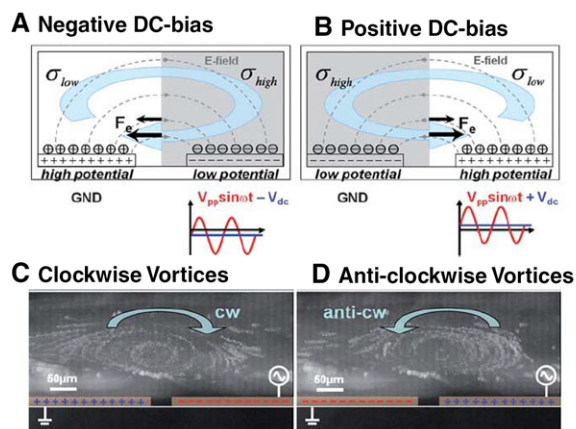 A Negative DC-bias
B Positive DC-bias
E-field
σlow
σhigh
Fe
⊕⊕⊕⊕⊕⊕⊕
⊖⊖⊖⊖⊖⊖⊖
high potential
low potential
GND
Vppsinωt – Vdc
E-field
σhigh
σlow
Fe
low potential
high potential
GND
Vppsinωt + Vdc
C Clockwise Vortices
D Anti-clockwise Vortices
cw
50μm
anti-cw
50μm